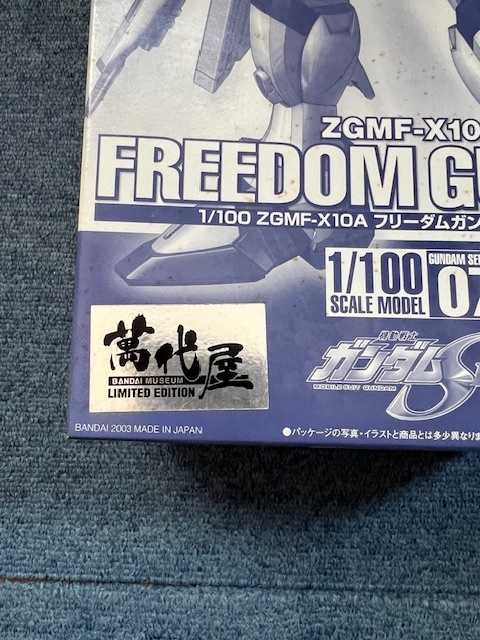 ZGMF-X10
FREEDOM GU
1/100 ZGMF-X10A フリーダムガン
1/100
SCALE MODEL
GUNDAM SE
07
機動戦士
ガンダムS
MOBILE SUIT GUNDAM
萬代屋
BANDAI MUSEUM
LIMITED EDITION
BANDAI 2003 MADE IN JAPAN
●パッケージの写真・イラストと商品とは多少異なりま